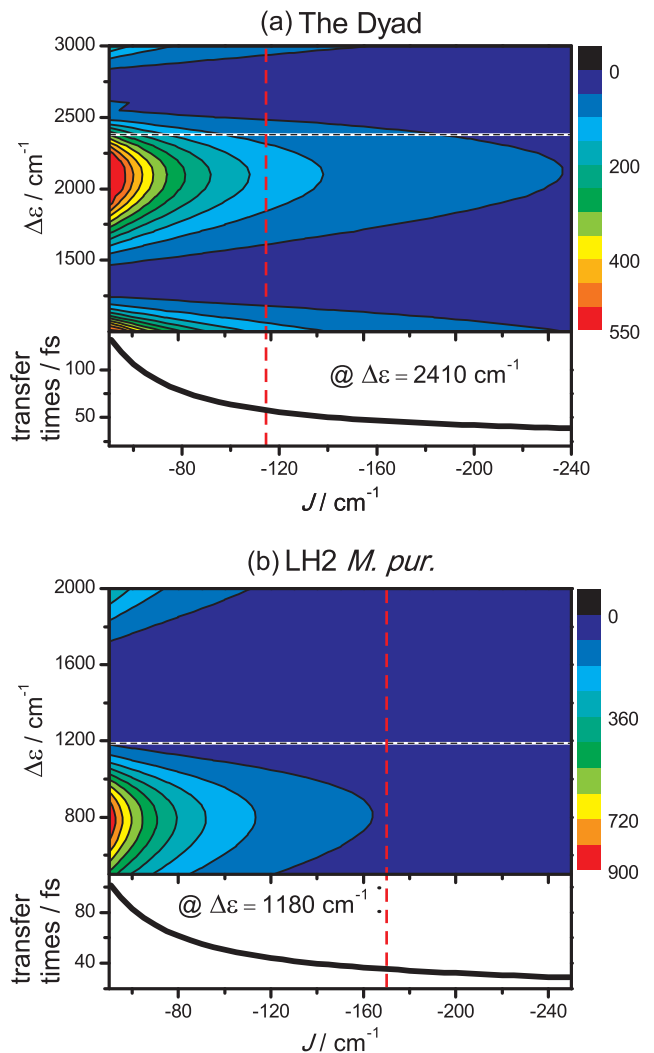 (a) The Dyad
3000
2500
2000
1500
Δε / cm⁻¹
0
200
400
550
100
50
transfer
times / fs
@ Δε = 2410 cm⁻¹
-80 -120 -160 -200 -240
J / cm⁻¹
(b) LH2 M. pur.
2000
1600
1200
800
Δε / cm⁻¹
0
360
720
900
80
40
transfer
times / fs
@ Δε = 1180 cm⁻¹
-80 -120 -160 -200 -250
J / cm⁻¹